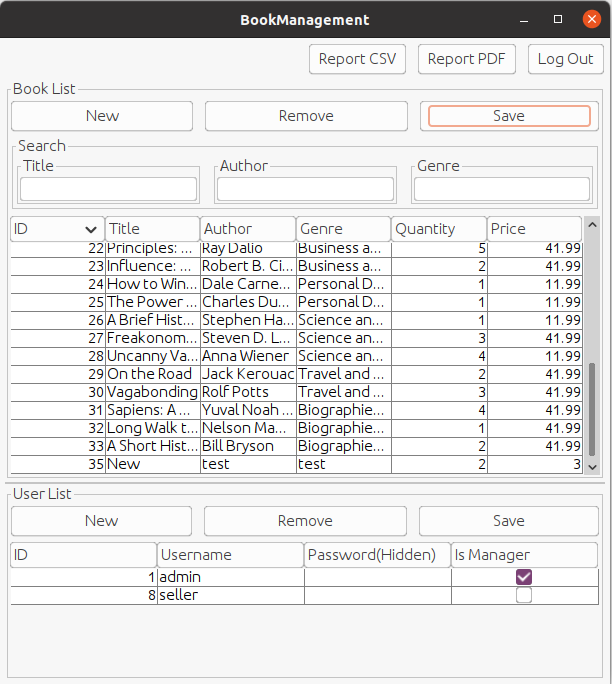 BookManagement
Report CSV Report PDF Log Out
Book List
New Remove Save
Search
Title Author Genre
ID Title Author Genre Quantity Price
22 Principles: ... Ray Dalio Business a... 5 41.99
23 Influence: ... Robert B. Ci... Business a... 2 41.99
24 How to Win... Dale Carne... Personal D... 1 11.99
25 The Power ... Charles Du... Personal D... 1 11.99
26 A Brief Hist... Stephen Ha... Science an... 1 11.99
27 Freakonom... Steven D. L... Science an... 3 41.99
28 Uncanny Va... Anna Wiener Science an... 4 11.99
29 On the Road Jack Kerouac Travel and ... 2 41.99
30 Vagabonding Rolf Potts Travel and ... 3 41.99
31 Sapiens: A ... Yuval Noah ... Biographie... 4 41.99
32 Long Walk t... Nelson Ma... Biographie... 1 41.99
33 A Short Hist... Bill Bryson Biographie... 2 41.99
35 New test test 2 3
User List
New Remove Save
ID Username Password(Hidden) Is Manager
1 admin
8 seller